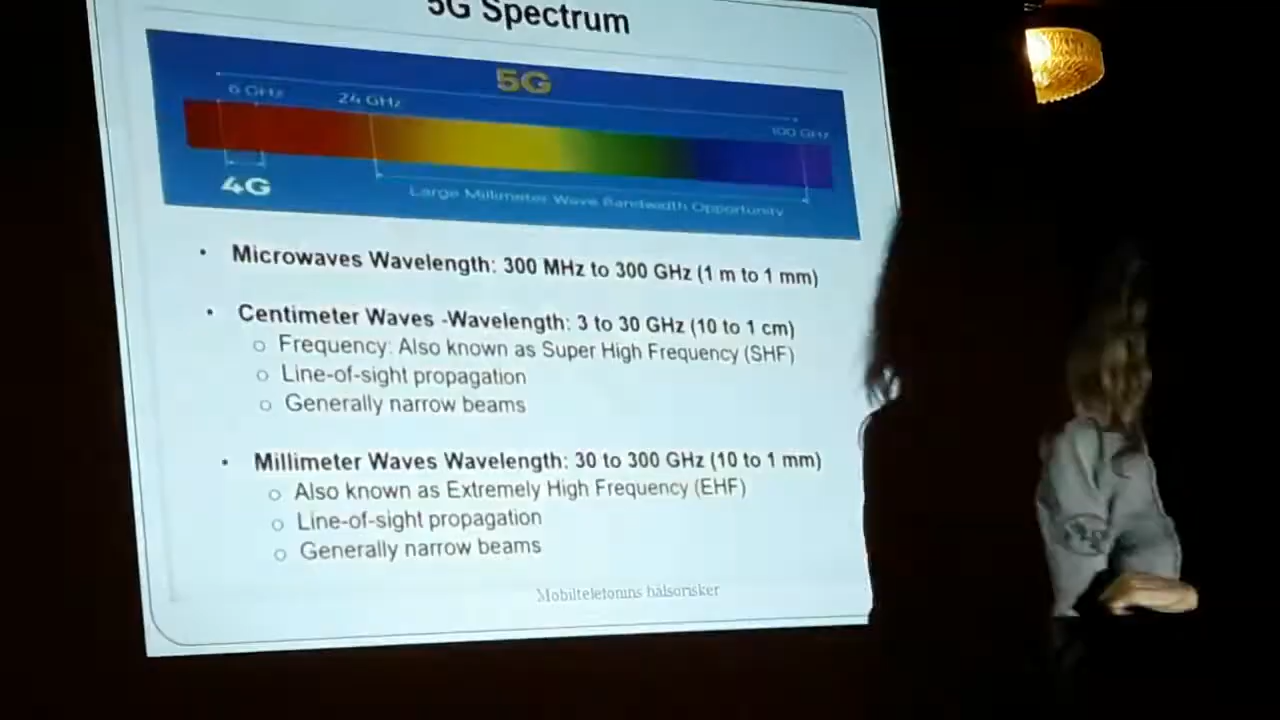 5G Spectrum
5G
6 GHz
24 GHz
100 GHz
4G
Large Millimeter Wave Bandwidth Opportunity
• Microwaves Wavelength: 300 MHz to 300 GHz (1 m to 1 mm)
• Centimeter Waves -Wavelength: 3 to 30 GHz (10 to 1 cm)
o Frequency: Also known as Super High Frequency (SHF)
o Line-of-sight propagation
o Generally narrow beams
• Millimeter Waves Wavelength: 30 to 300 GHz (10 to 1 mm)
o Also known as Extremely High Frequency (EHF)
o Line-of-sight propagation
o Generally narrow beams
Mobiltelefonins hälsorisker